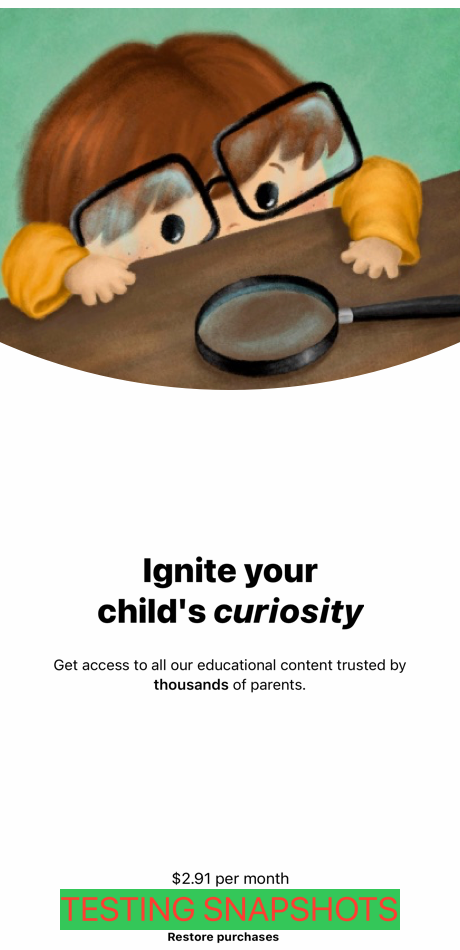 Ignite your
child's curiosity
Get access to all our educational content trusted by
thousands of parents.
$2.91 per month
TESTING SNAPSHOTS
Restore purchases